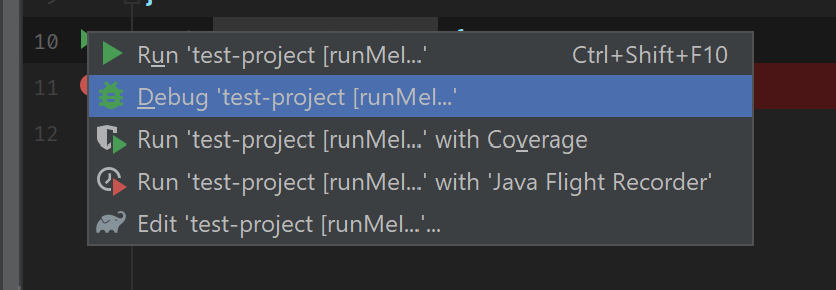 10
Run 'test-project [runMel...' Ctrl+Shift+F10
11
Debug 'test-project [runMel...'
12
Run 'test-project [runMel...' with Coverage
Run 'test-project [runMel...' with 'Java Flight Recorder'
Edit 'test-project [runMel...'...